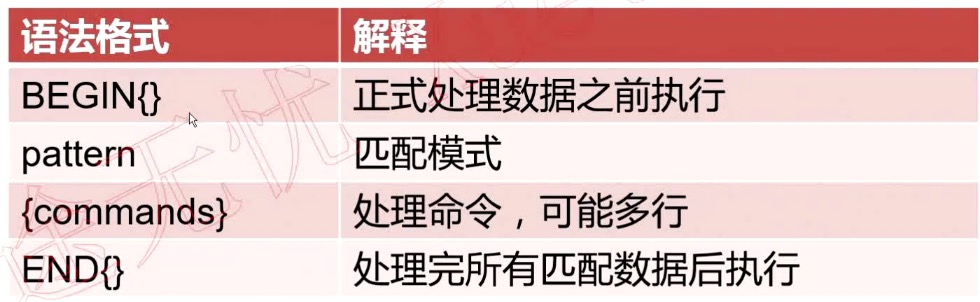 语法格式 解释
BEGIN{} 正式处理数据之前执行
pattern 匹配模式
{commands} 处理命令，可能多行
END{} 处理完所有匹配数据后执行